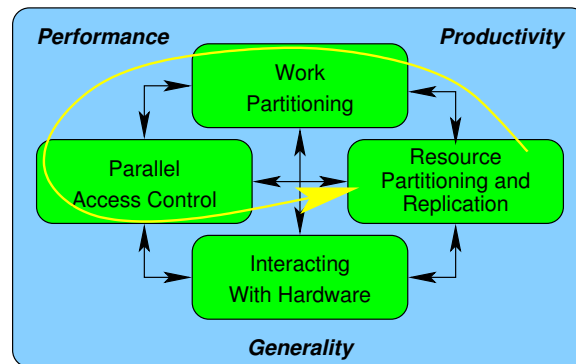 Performance
Productivity
Work
Partitioning
Parallel
Access Control
Resource
Partitioning and
Replication
Interacting
With Hardware
Generality